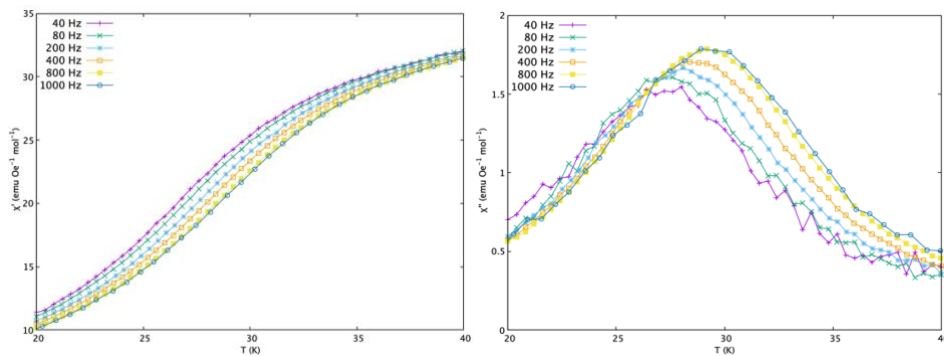 35
30
25
20
15
10
χ' (emu Oe⁻¹ mol⁻¹)
40 Hz
80 Hz
200 Hz
400 Hz
800 Hz
1000 Hz
20 25 30 35 40
T (K)
2
1.5
1
0.5
0
χ" (emu Oe⁻¹ mol⁻¹)
40 Hz
80 Hz
200 Hz
400 Hz
800 Hz
1000 Hz
20 25 30 35 40
T (K)